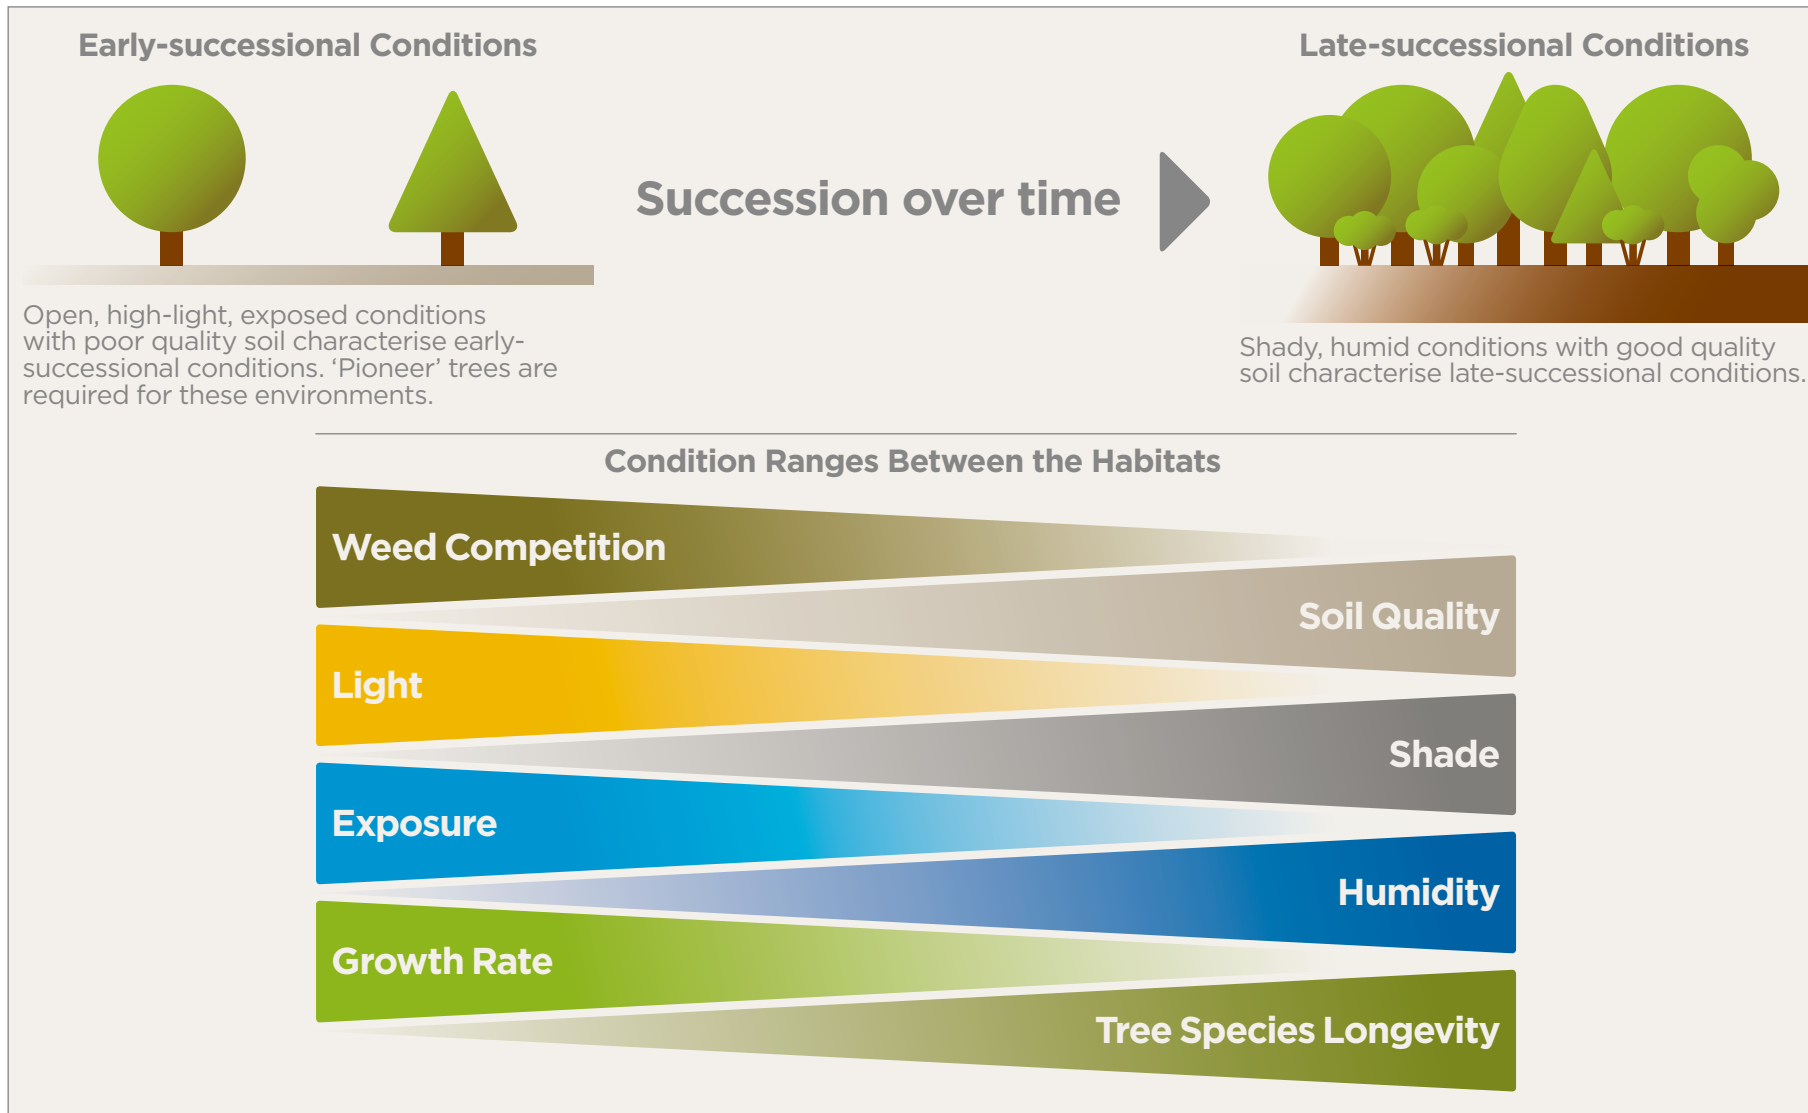 Early-successional Conditions
Late-successional Conditions
Succession over time
Open, high-light, exposed conditions
with poor quality soil characterise early-
successional conditions. ‘Pioneer’ trees are
required for these environments.
Shady, humid conditions with good quality
soil characterise late-successional conditions.
Condition Ranges Between the Habitats
Weed Competition
Soil Quality
Light
Shade
Exposure
Humidity
Growth Rate
Tree Species Longevity